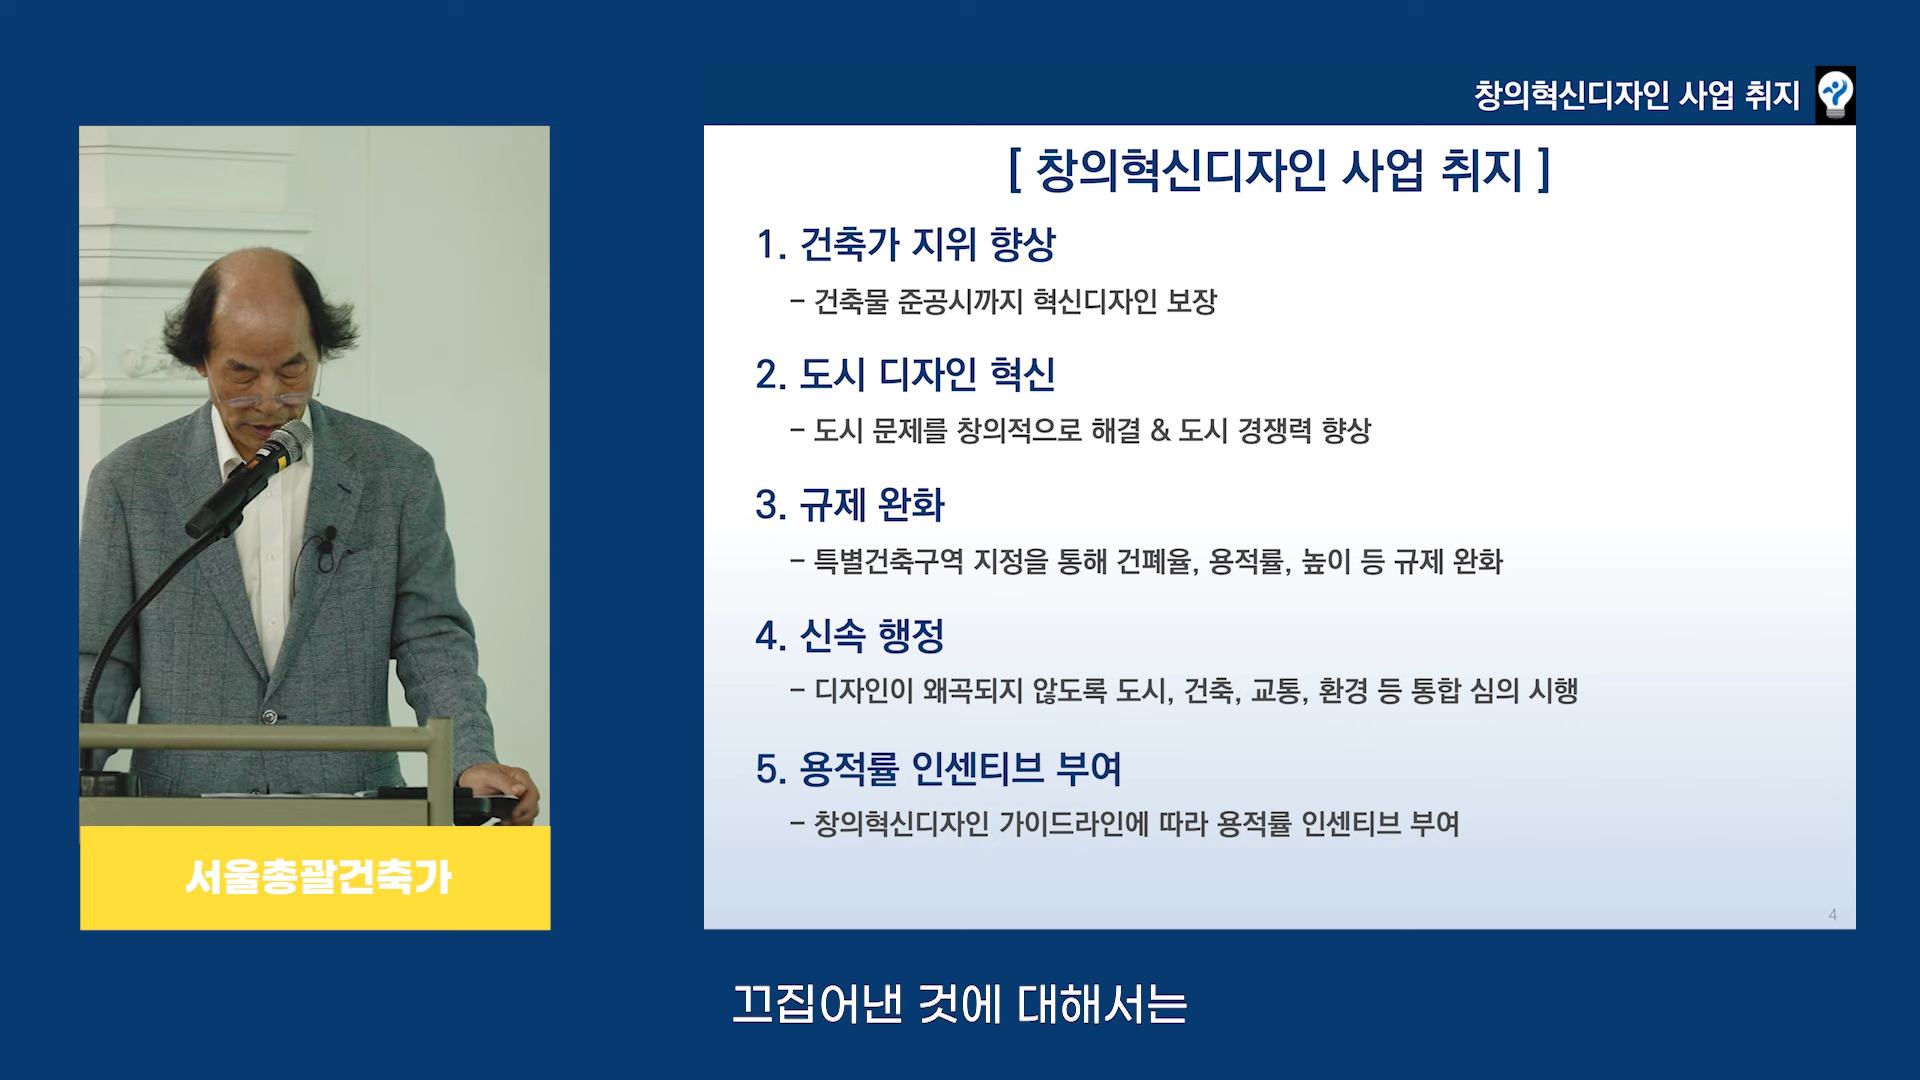 창의혁신디자인 사업 취지
[ 창의혁신디자인 사업 취지 ]
1. 건축가 지위 향상
- 건축물 준공시까지 혁신디자인 보장
2. 도시 디자인 혁신
- 도시 문제를 창의적으로 해결 & 도시 경쟁력 향상
3. 규제 완화
- 특별건축구역 지정을 통해 건폐율, 용적률, 높이 등 규제 완화
4. 신속 행정
- 디자인이 왜곡되지 않도록 도시, 건축, 교통, 환경 등 통합 심의 시행
5. 용적률 인센티브 부여
- 창의혁신디자인 가이드라인에 따라 용적률 인센티브 부여
4
서울총괄건축가
끄집어낸 것에 대해서는